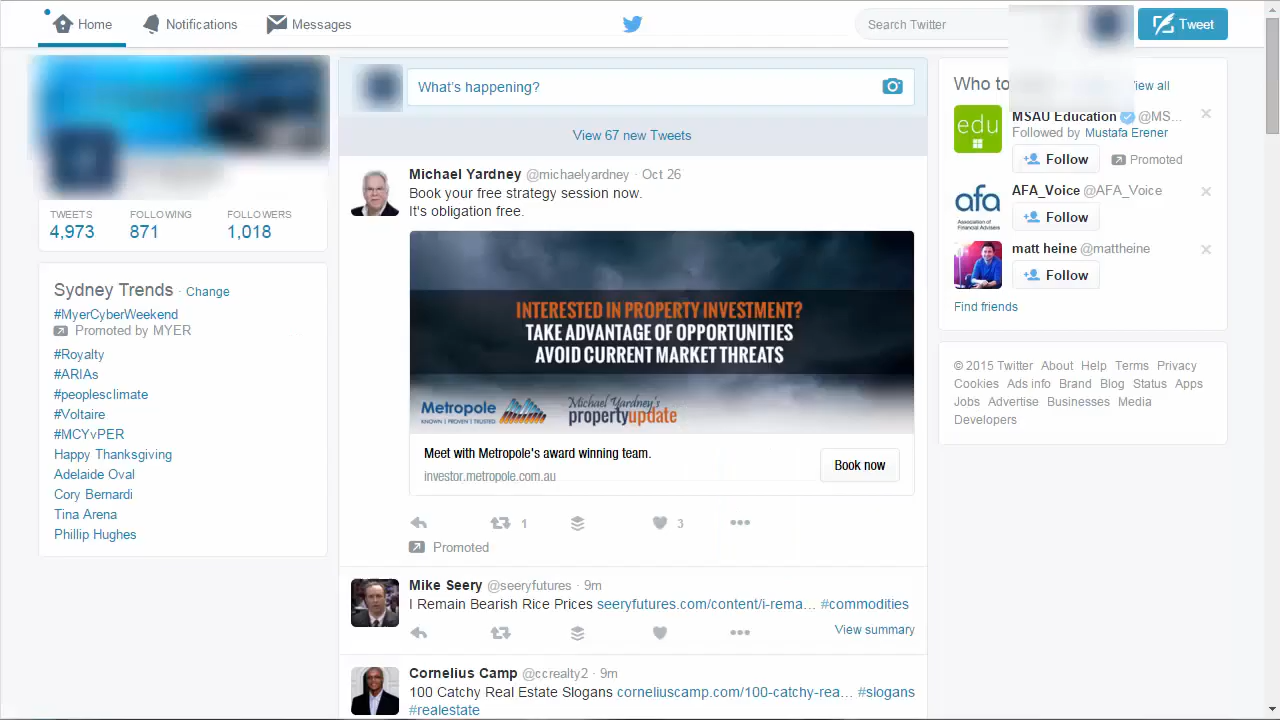 Home
Notifications
Messages
Search Twitter
Tweet
TWEETS
FOLLOWING
FOLLOWERS
4,973
871
1,018
Sydney Trends · Change
#MyerCyberWeekend
Promoted by MYER
#Royalty
#ARIAs
#peoplesclimate
#Voltaire
#MCYvPER
Happy Thanksgiving
Adelaide Oval
Cory Bernardi
Tina Arena
Phillip Hughes
What's happening?
View 67 new Tweets
Michael Yardney @michaelyardney · Oct 26
Book your free strategy session now.
It's obligation free.
INTERESTED IN PROPERTY INVESTMENT?
TAKE ADVANTAGE OF OPPORTUNITIES
AVOID CURRENT MARKET THREATS
Metropole
KNOWN | PROVEN | TRUSTED
Michael Yardney's
propertyupdate
Meet with Metropole's award winning team.
investor.metropole.com.au
Book now
1
3
Promoted
Mike Seery @seeryfutures · 9m
I Remain Bearish Rice Prices seeryfutures.com/content/i-rema… #commodities
View summary
Cornelius Camp @ccrealty2 · 9m
100 Catchy Real Estate Slogans corneliuscamp.com/100-catchy-rea… #slogans
#realestate
Who to
View all
edu
MSAU Education @MS...
Followed by Mustafa Erener
Follow
Promoted
afa
Association of
Financial Advisers
AFA_Voice @AFA_Voice
Follow
matt heine @mattheine
Follow
Find friends
© 2015 Twitter About Help Terms Privacy
Cookies Ads info Brand Blog Status Apps
Jobs Advertise Businesses Media
Developers